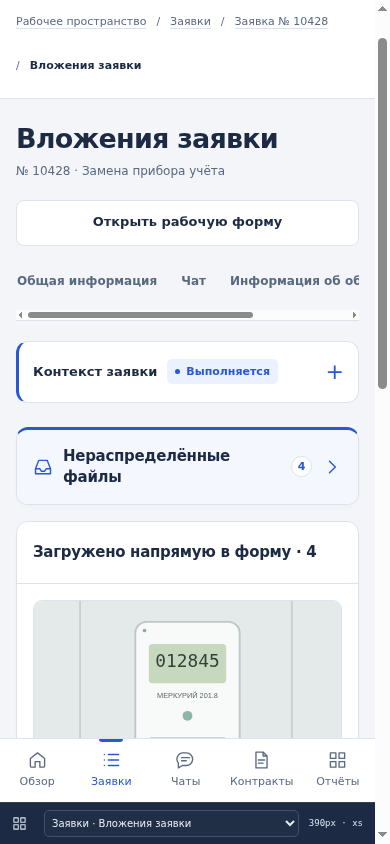 Рабочее пространство / Заявки / Заявка № 10428
/ Вложения заявки
Вложения заявки
№ 10428 · Замена прибора учёта
Открыть рабочую форму
Общая информация Чат Информация об об
Контекст заявки Выполняется
Нераспределённые
файлы
4
Загружено напрямую в форму · 4
012845
МЕРКУРИЙ 201.8
Обзор Заявки Чаты Контракты Отчёты
Заявки · Вложения заявки 390px · xs